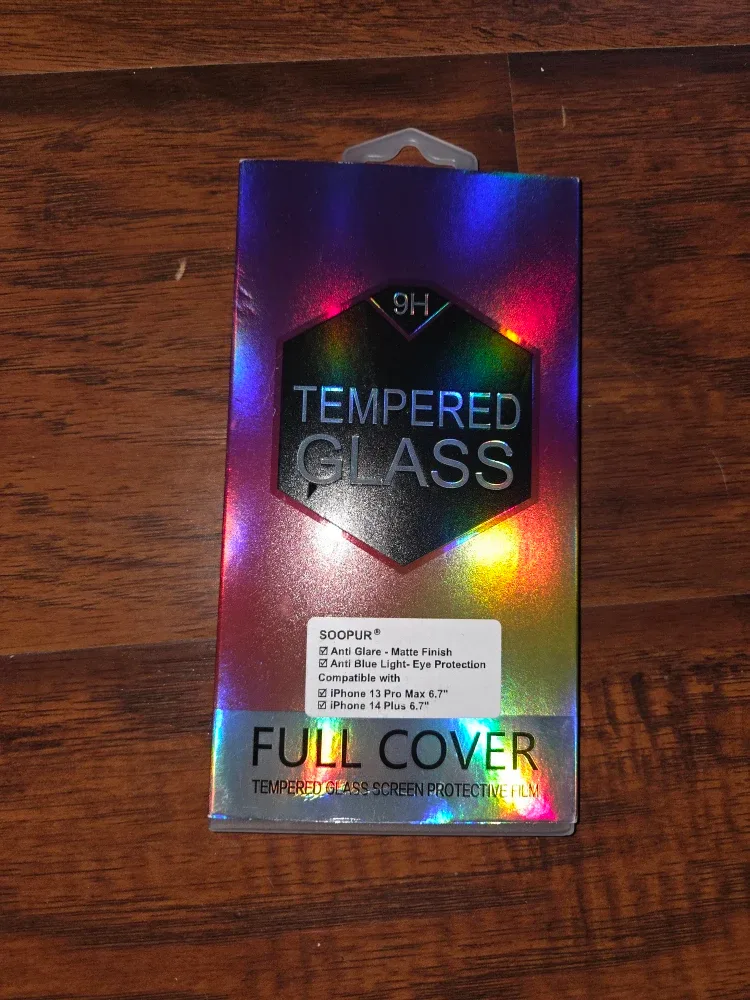 9H
TEMPERED
GLASS
SOOPUR®
☑ Anti Glare - Matte Finish
☑ Anti Blue Light- Eye Protection
Compatible with
☑ iPhone 13 Pro Max 6.7"
☑ iPhone 14 Plus 6.7"
FULL COVER
TEMPERED GLASS SCREEN PROTECTIVE FILM